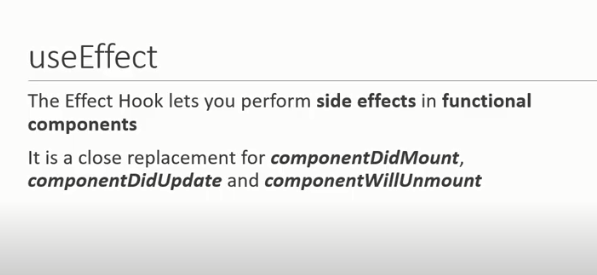 useEffect
The Effect Hook lets you perform side effects in functional
components
It is a close replacement for componentDidMount,
componentDidUpdate and componentWillUnmount